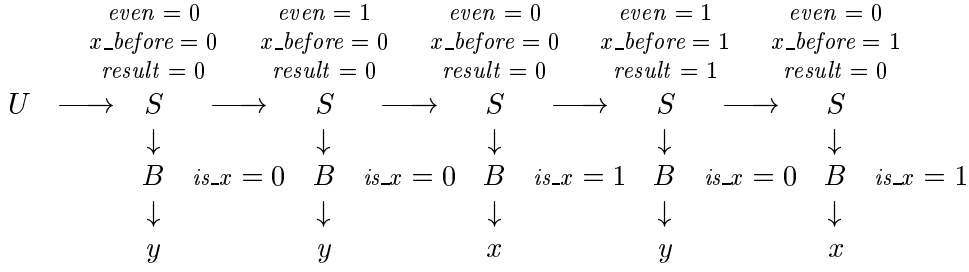 even = 0 even = 1 even = 0 even = 1 even = 0
x_before = 0 x_before = 0 x_before = 0 x_before = 1 x_before = 1
result = 0 result = 0 result = 0 result = 1 result = 0
U ⟶ S ⟶ S ⟶ S ⟶ S ⟶ S
↓ ↓ ↓ ↓ ↓
B is_x = 0 B is_x = 0 B is_x = 1 B is_x = 0 B is_x = 1
↓ ↓ ↓ ↓ ↓
y y x y x